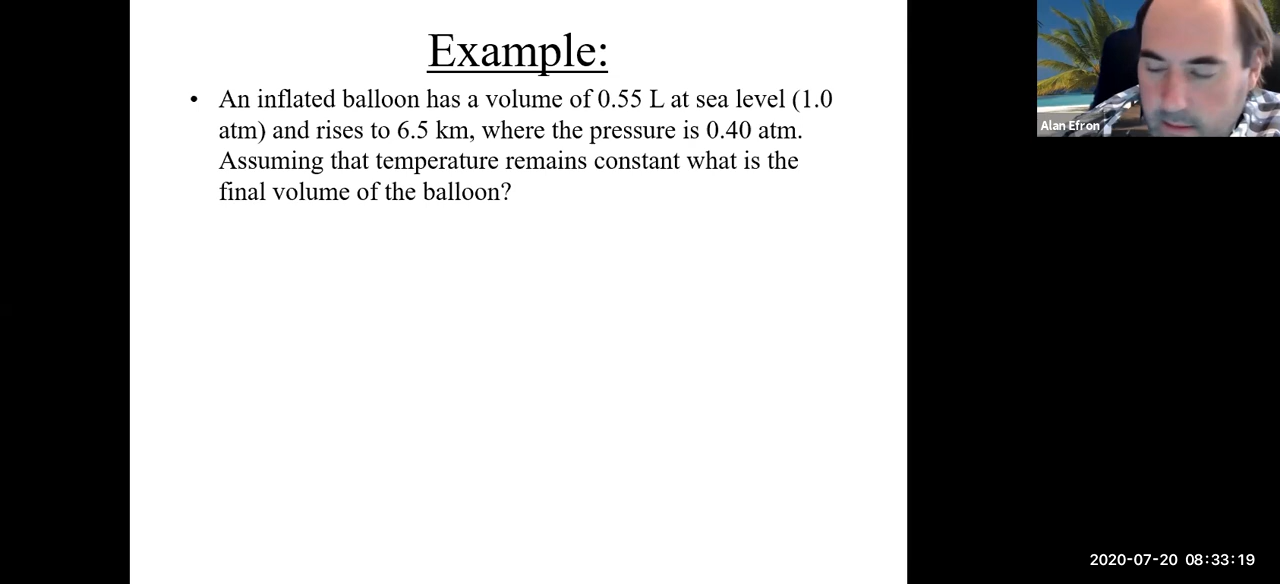 Example:
• An inflated balloon has a volume of 0.55 L at sea level (1.0
atm) and rises to 6.5 km, where the pressure is 0.40 atm.
Assuming that temperature remains constant what is the
final volume of the balloon?
Alan Efron
2020-07-20 08:33:19